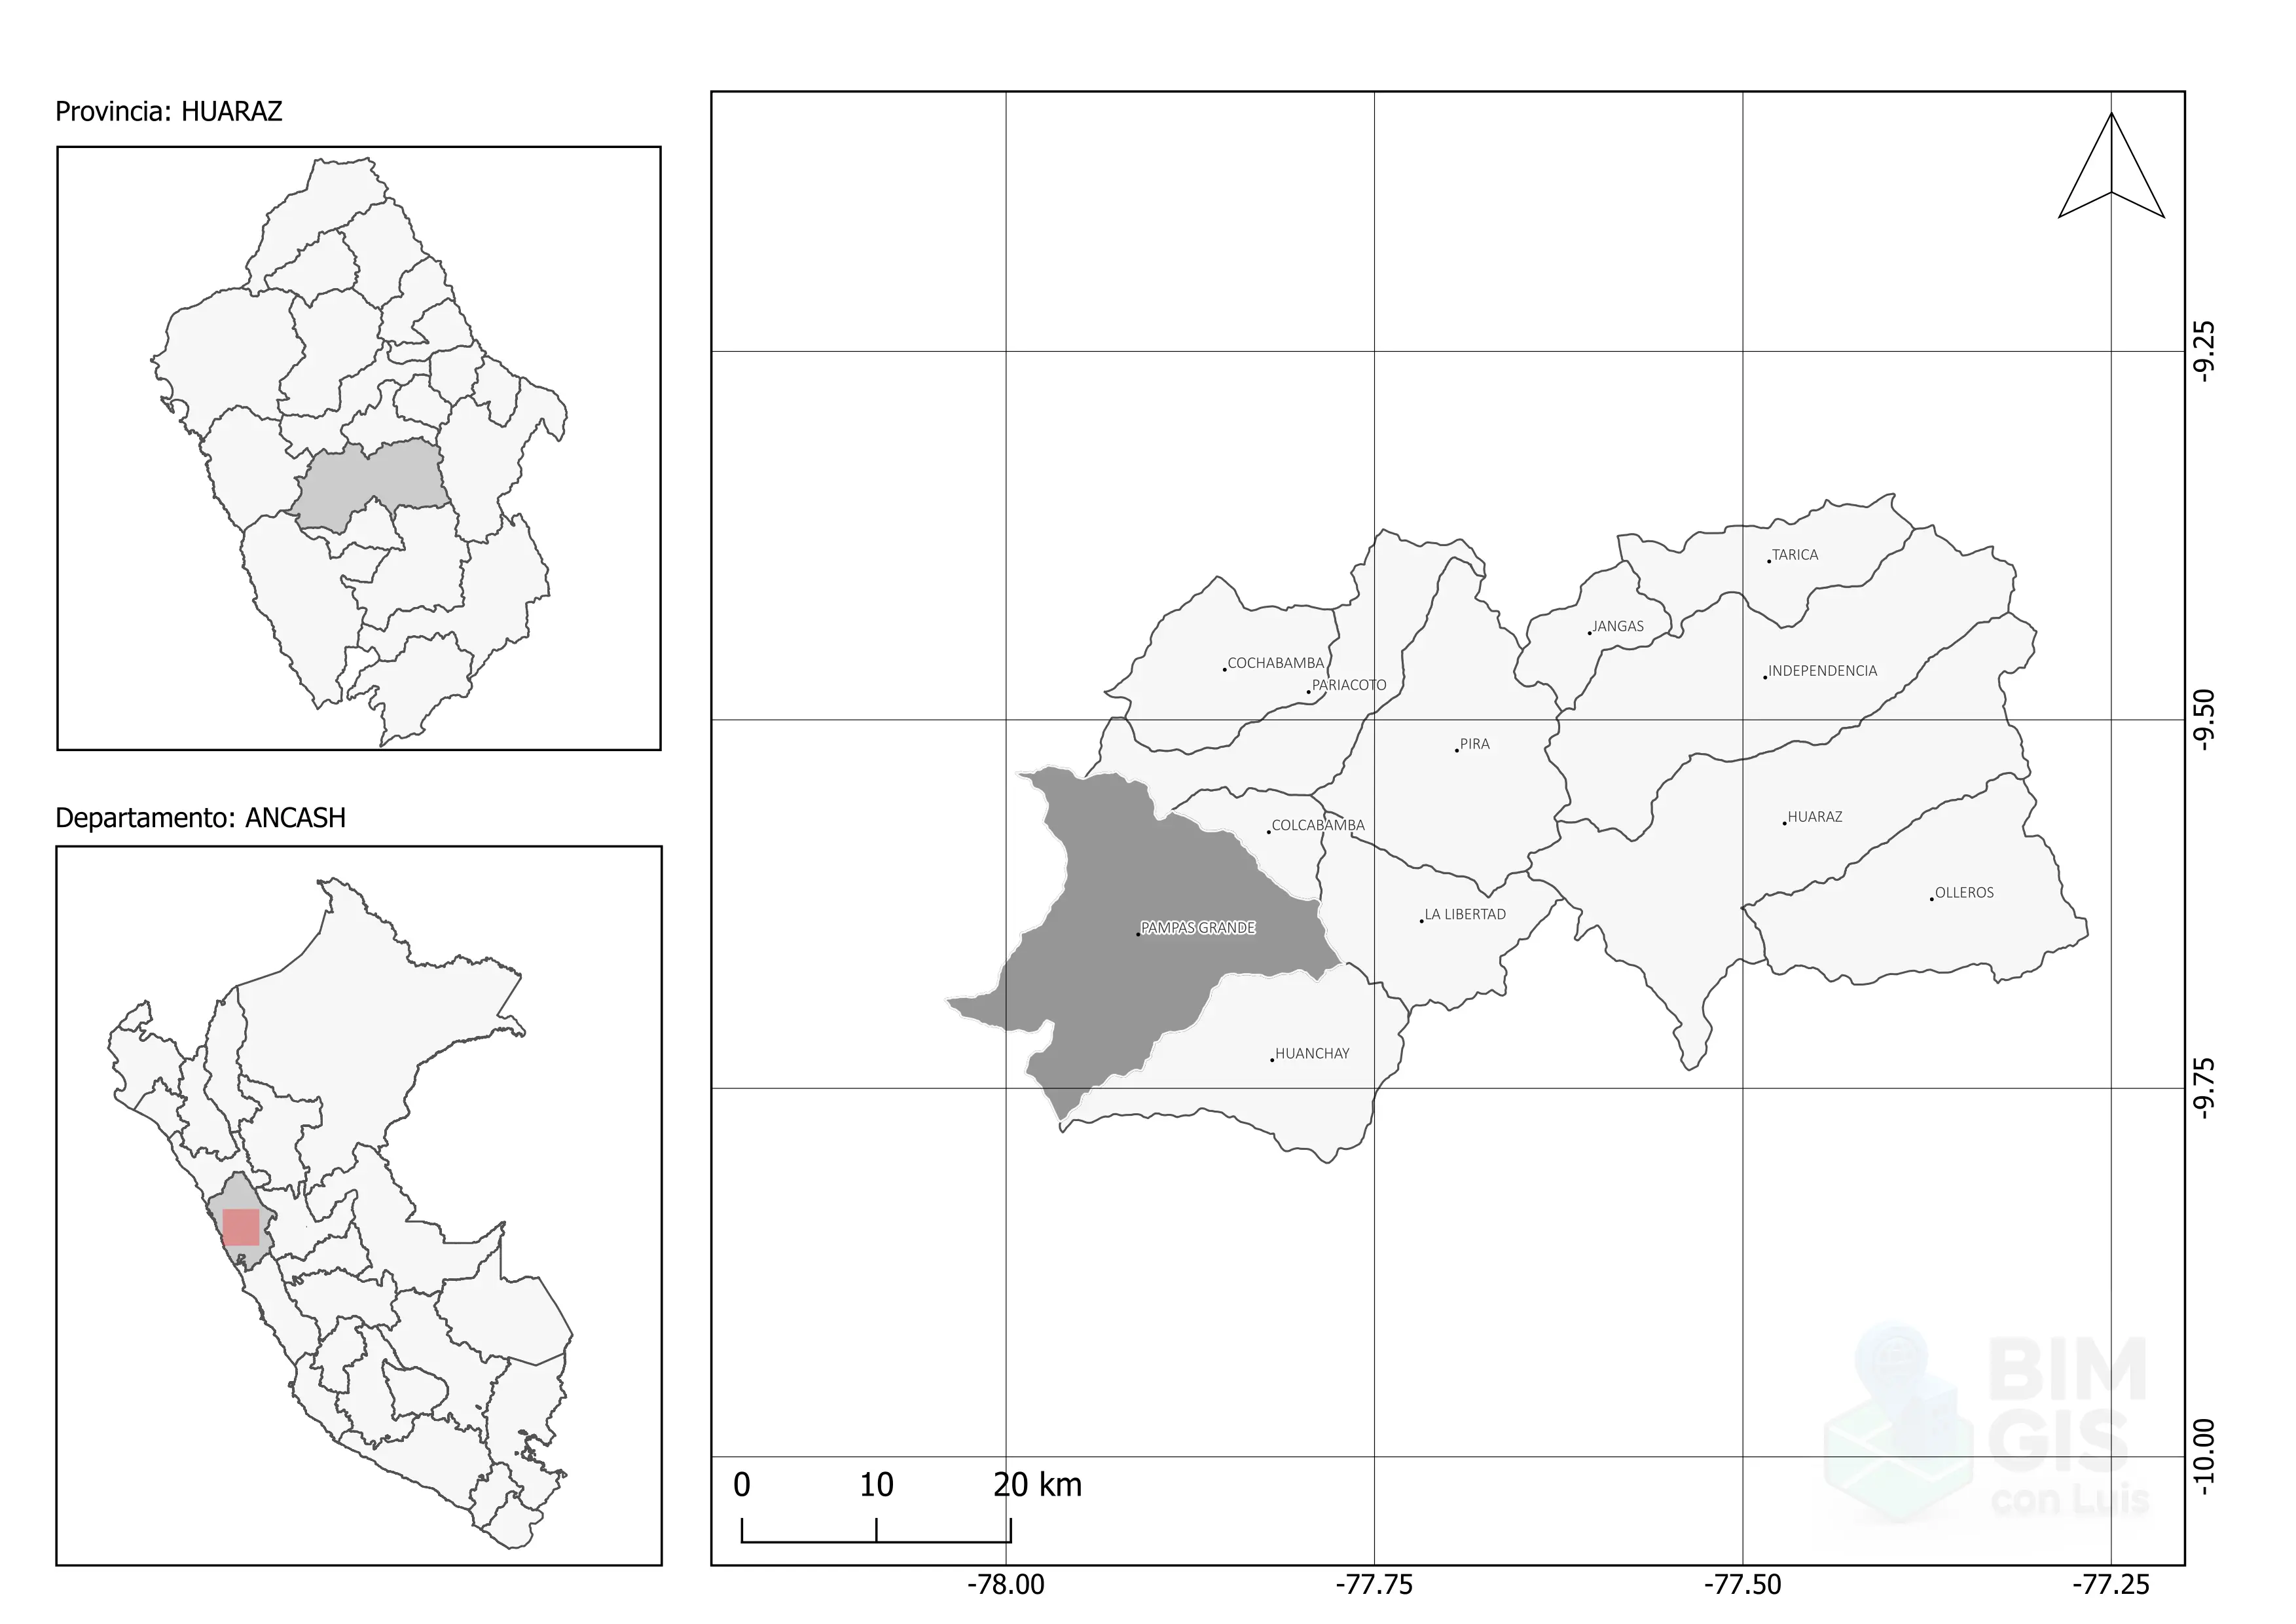 Provincia: HUARAZ
Departamento: ANCASH
TARICA
JANGAS
COCHABAMBA
PARIACOTO
INDEPENDENCIA
PIRA
HUARAZ
COLCABAMBA
OLLEROS
LA LIBERTAD
PAMPAS GRANDE
HUANCHAY
-9.25
-9.50
-9.75
-10.00
0 10 20 km
-78.00 -77.75 -77.50 -77.25
BIM
GIS
con Luis